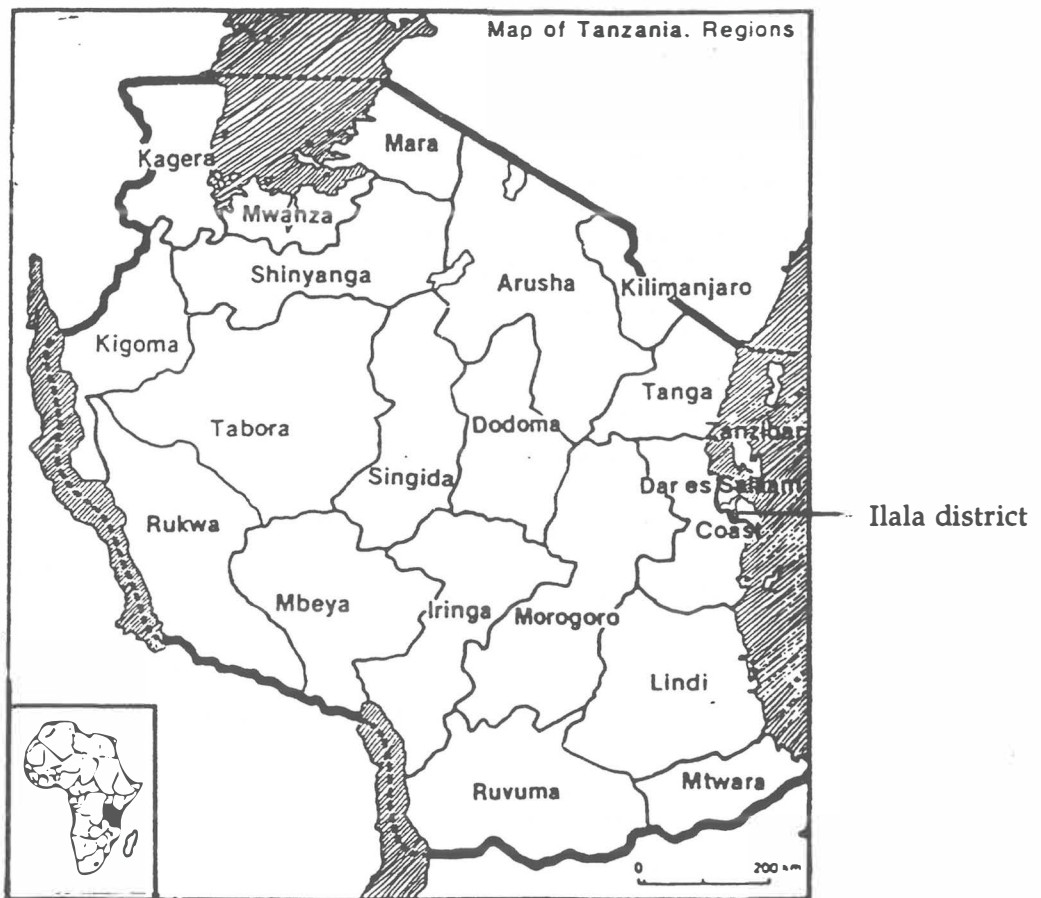 Map of Tanzania. Regions
Mara
Kagera
Mwanza
Shinyanga
Arusha
Kilimanjaro
Kigoma
Tanga
Tabora
Dodoma
Zanzibar
Singida
Dar es Salaam
Rukwa
Ilala district
Coast
Mbeya
Iringa
Morogoro
Lindi
Ruvuma
Mtwara
0 200 km